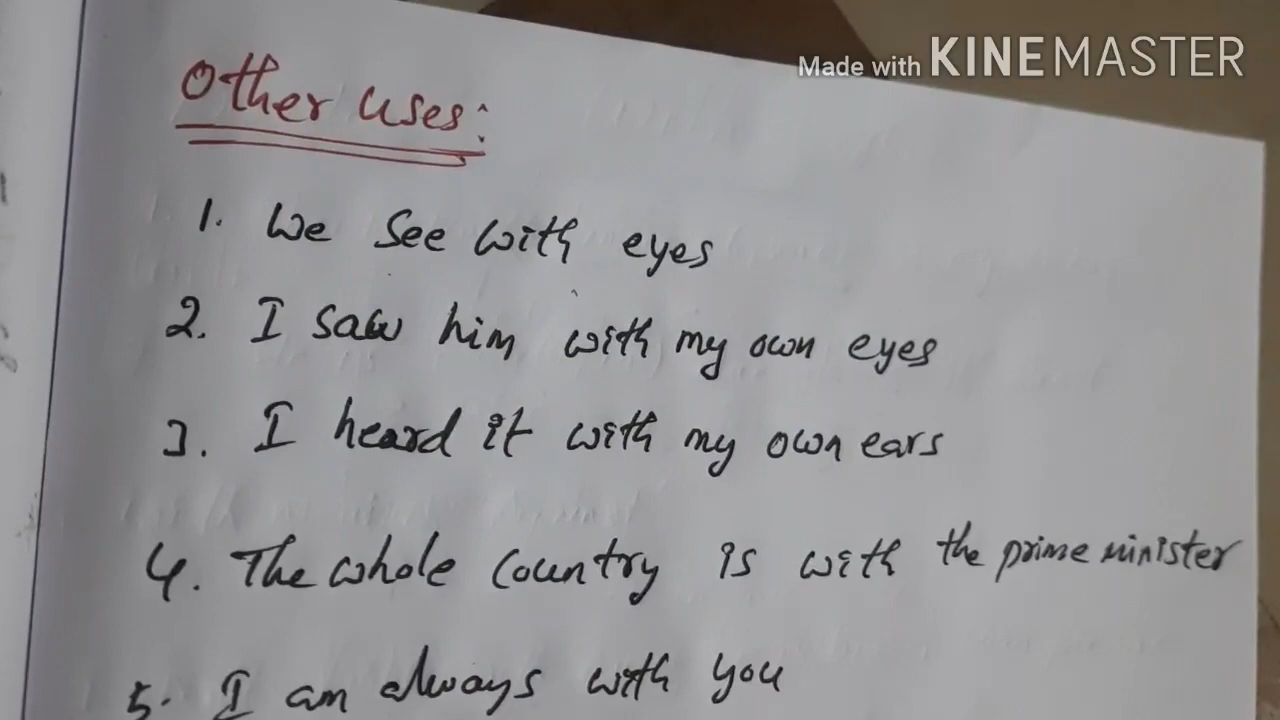 Made with KINEMASTER
Other uses:
1. We see with eyes
2. I saw him with my own eyes
3. I heard it with my own ears
4. The whole country is with the prime minister
5. I am always with you